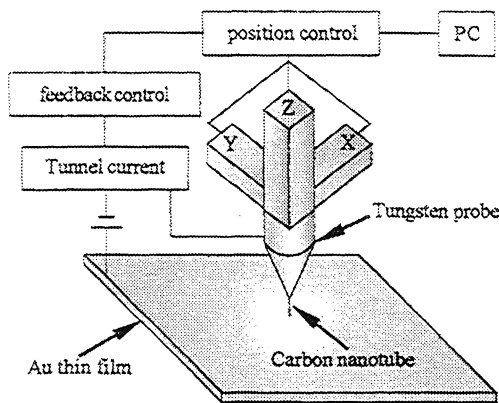 position control
PC
feedback control
Z
Y
X
Tunnel current
Tungsten probe
Au thin film
Carbon nanotube